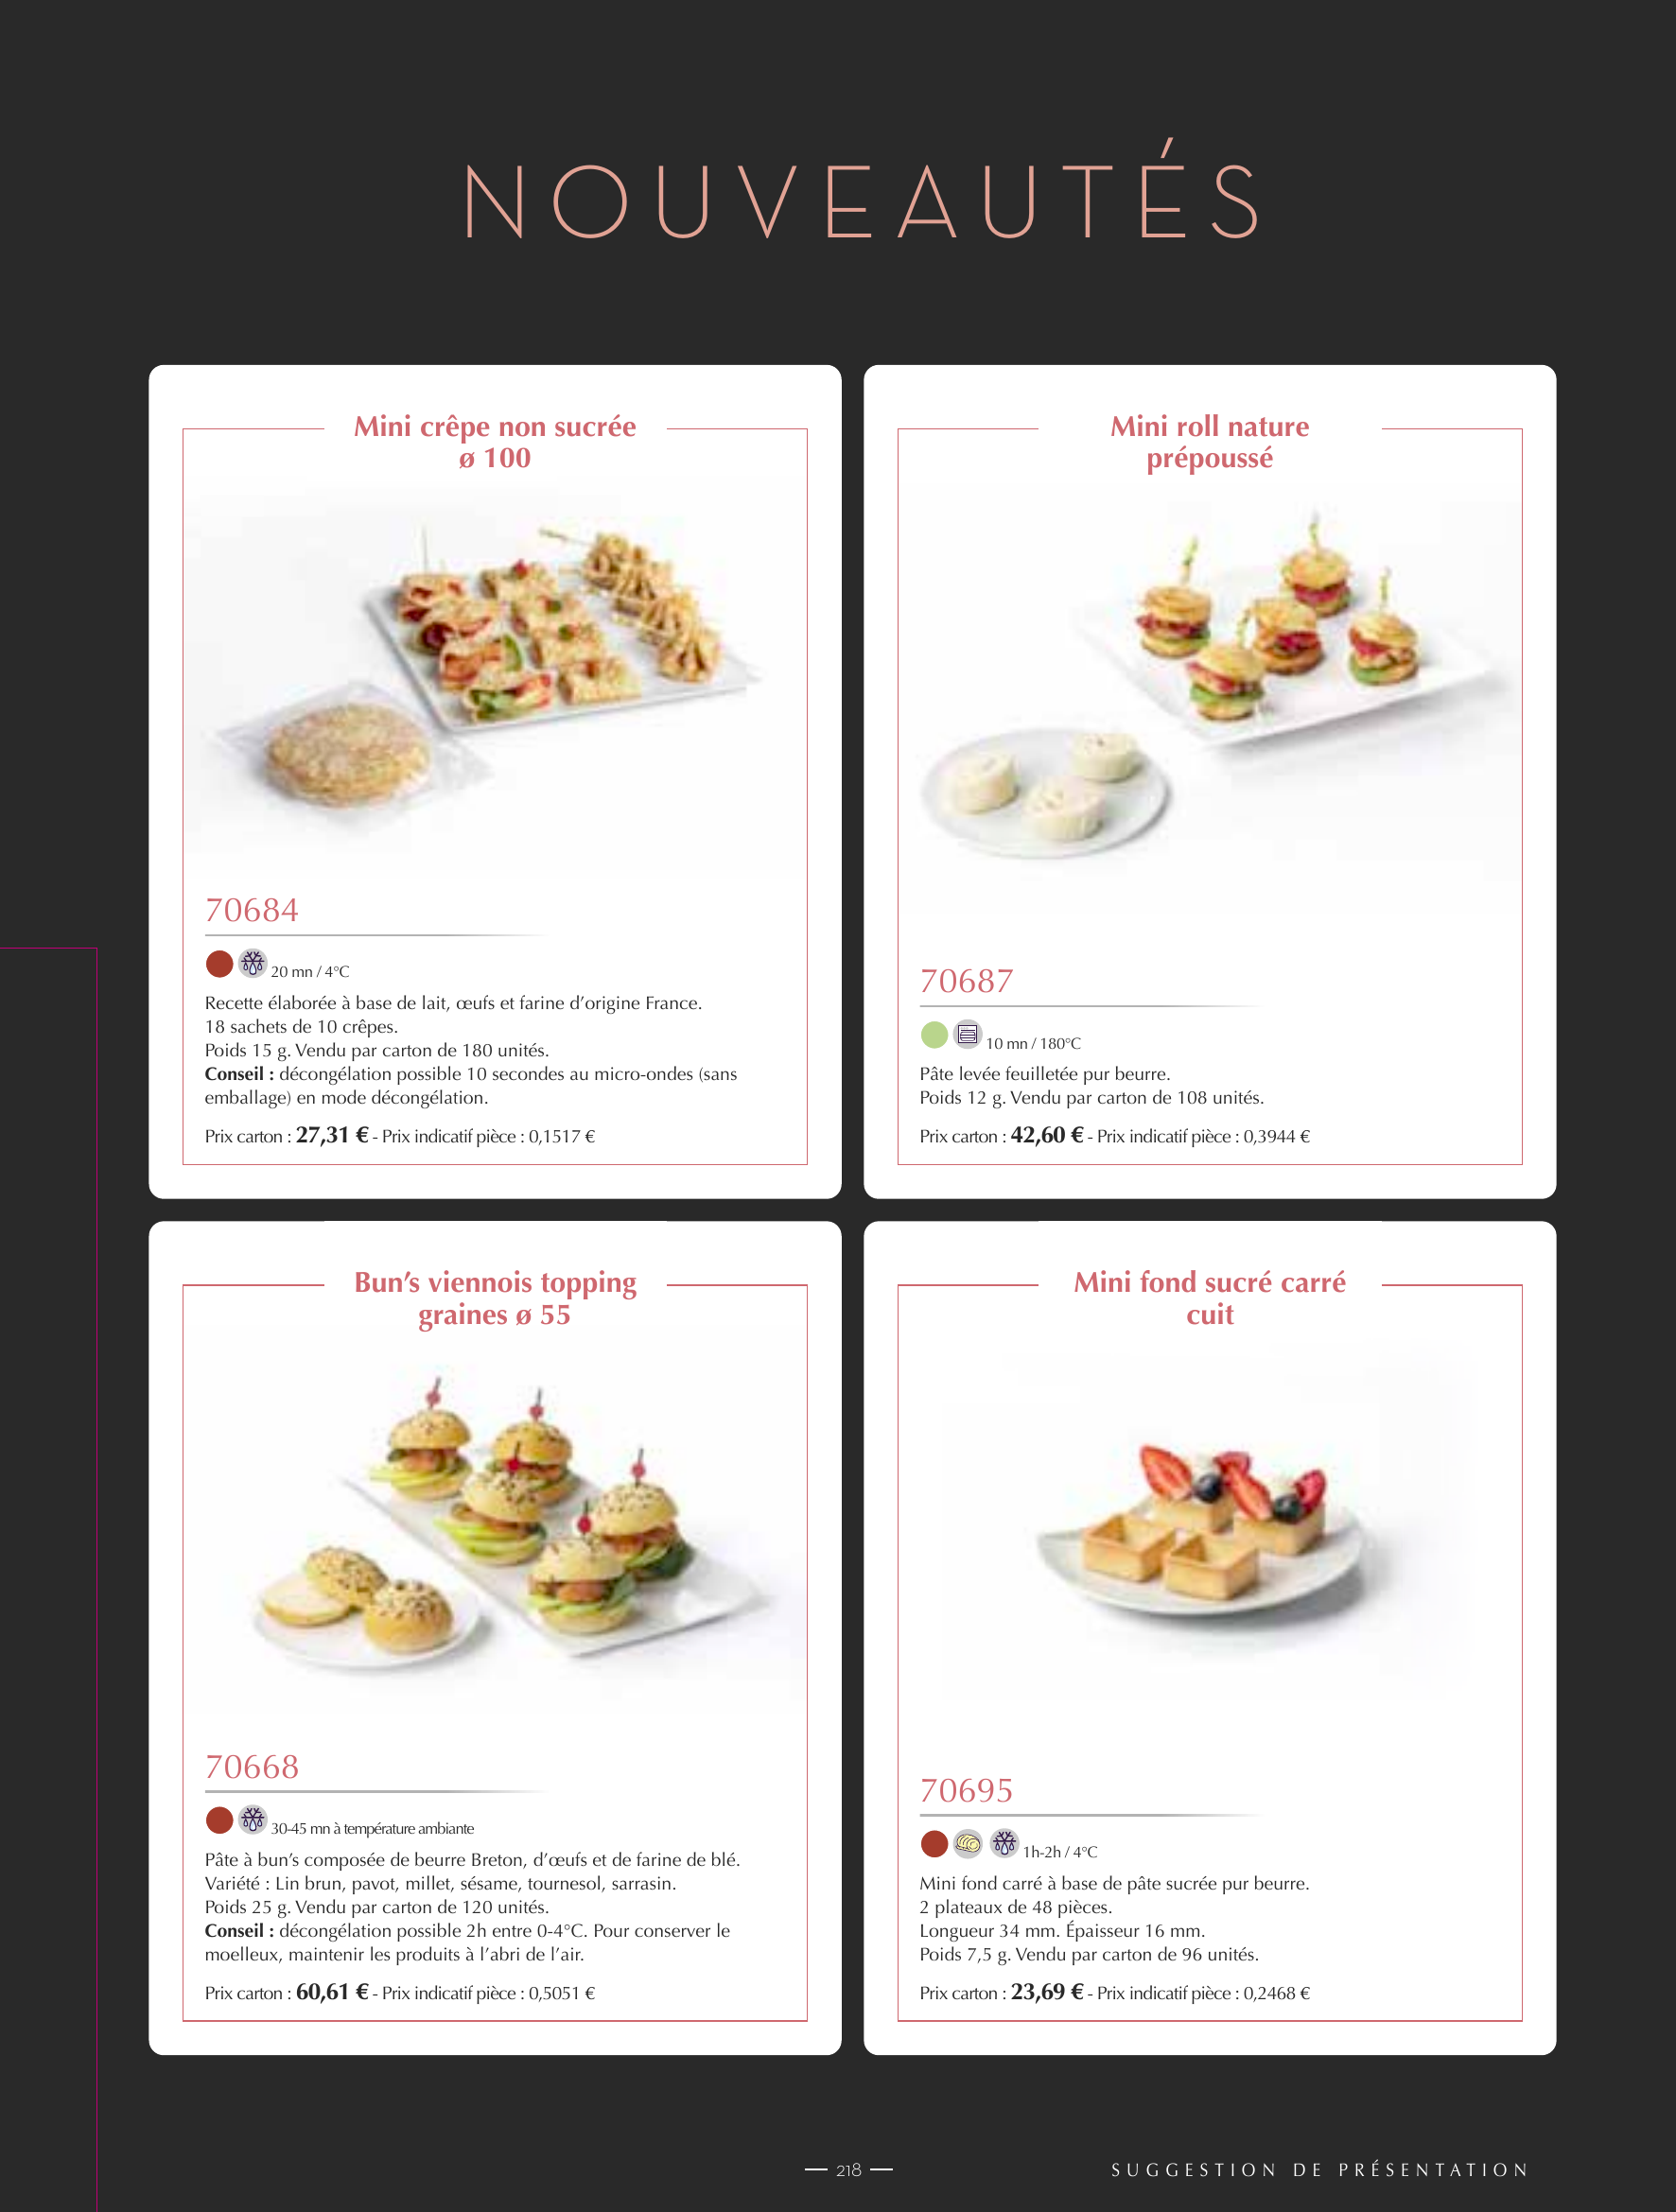 NOUVEAUTÉS
Mini crêpe non sucrée
ø 100
70684
20 mn / 4°C
Recette élaborée à base de lait, œufs et farine d’origine France.
18 sachets de 10 crêpes.
Poids 15 g. Vendu par carton de 180 unités.
Conseil : décongélation possible 10 secondes au micro-ondes (sans
emballage) en mode décongélation.
Prix carton : 27,31 € - Prix indicatif pièce : 0,1517 €
Mini roll nature
prépoussé
70687
10 mn / 180°C
Pâte levée feuilletée pur beurre.
Poids 12 g. Vendu par carton de 108 unités.
Prix carton : 42,60 € - Prix indicatif pièce : 0,3944 €
Bun’s viennois topping
graines ø 55
70668
30-45 mn à température ambiante
Pâte à bun’s composée de beurre Breton, d’œufs et de farine de blé.
Variété : Lin brun, pavot, millet, sésame, tournesol, sarrasin.
Poids 25 g. Vendu par carton de 120 unités.
Conseil : décongélation possible 2h entre 0-4°C. Pour conserver le
moelleux, maintenir les produits à l’abri de l’air.
Prix carton : 60,61 € - Prix indicatif pièce : 0,5051 €
Mini fond sucré carré
cuit
70695
1h-2h / 4°C
Mini fond carré à base de pâte sucrée pur beurre.
2 plateaux de 48 pièces.
Longueur 34 mm. Épaisseur 16 mm.
Poids 7,5 g. Vendu par carton de 96 unités.
Prix carton : 23,69 € - Prix indicatif pièce : 0,2468 €
218
SUGGESTION DE PRÉSENTATION